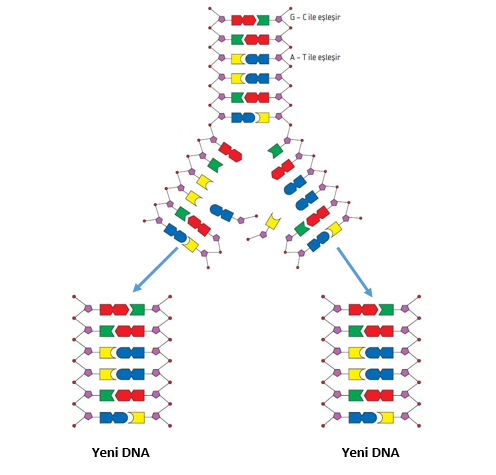 G – C ile eşleşir
A – T ile eşleşir
Yeni DNA
Yeni DNA